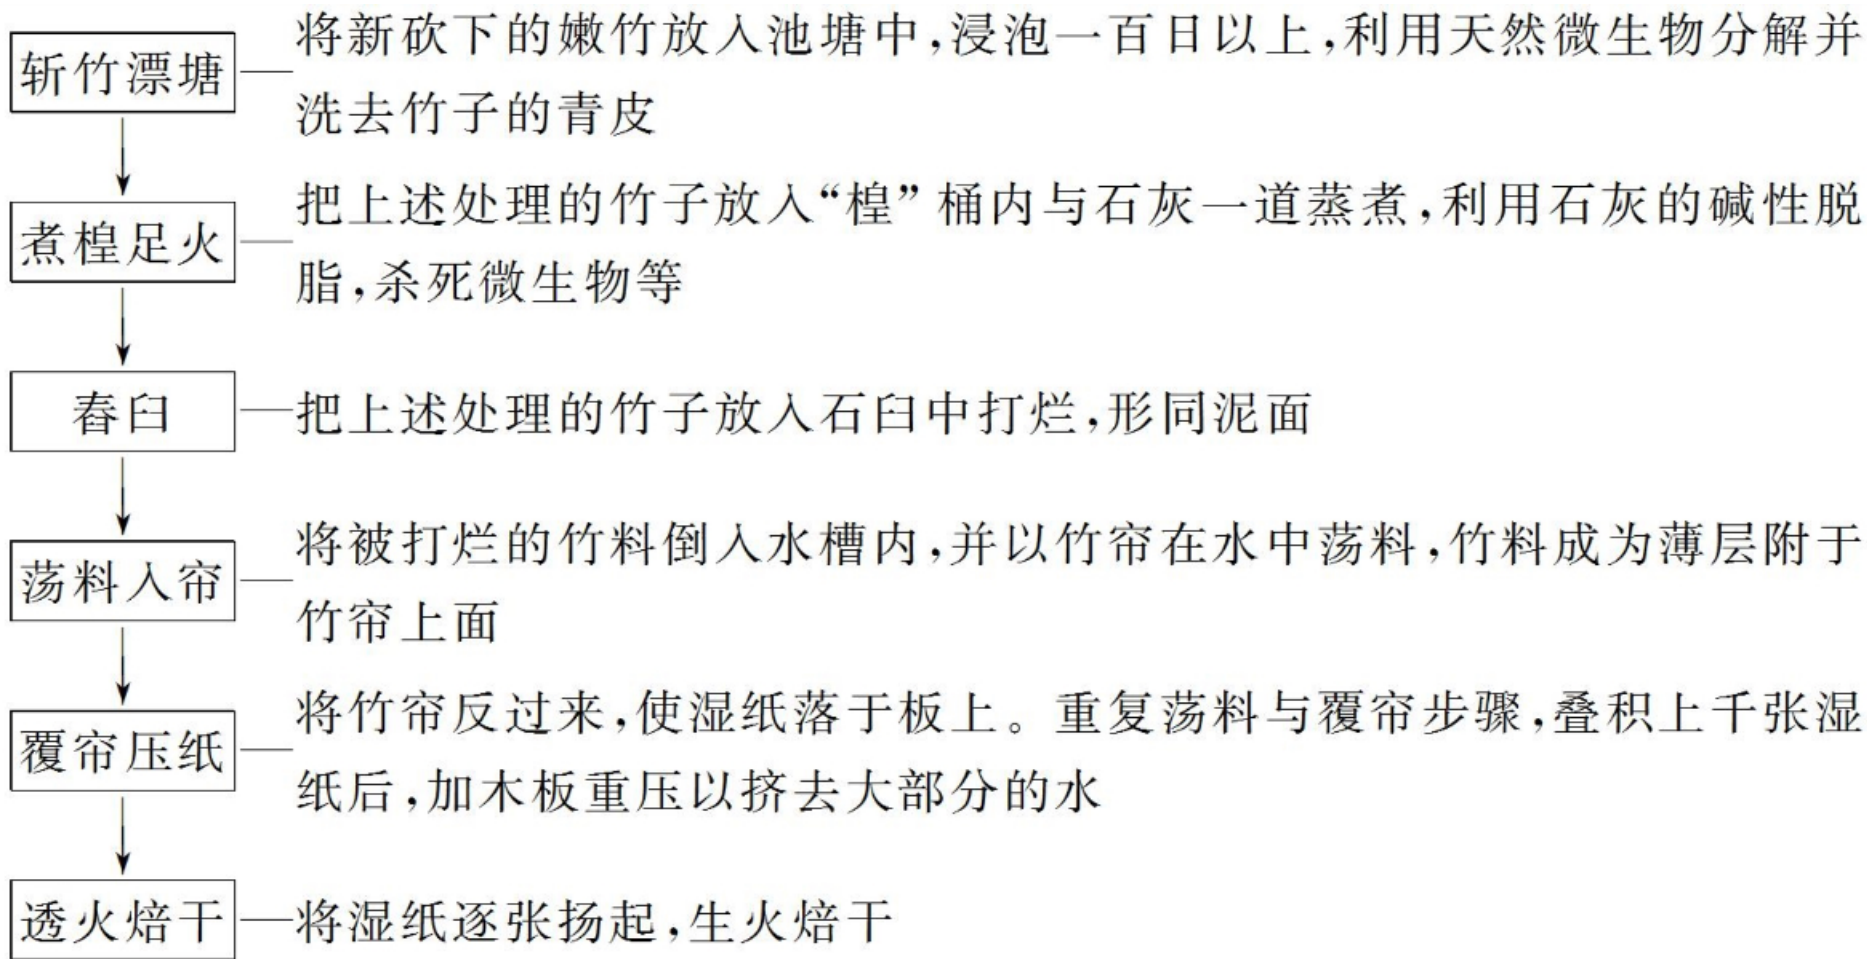 斩竹漂塘
将新砍下的嫩竹放入池塘中,浸泡一百日以上,利用天然微生物分解并
洗去竹子的青皮
煮楻足火
把上述处理的竹子放入“楻”桶内与石灰一道蒸煮,利用石灰的碱性脱
脂,杀死微生物等
舂臼
把上述处理的竹子放入石臼中打烂,形同泥面
荡料入帘
将被打烂的竹料倒入水槽内,并以竹帘在水中荡料,竹料成为薄层附于
竹帘上面
覆帘压纸
将竹帘反过来,使湿纸落于板上。重复荡料与覆帘步骤,叠积上千张湿
纸后,加木板重压以挤去大部分的水
透火焙干
将湿纸逐张扬起,生火焙干